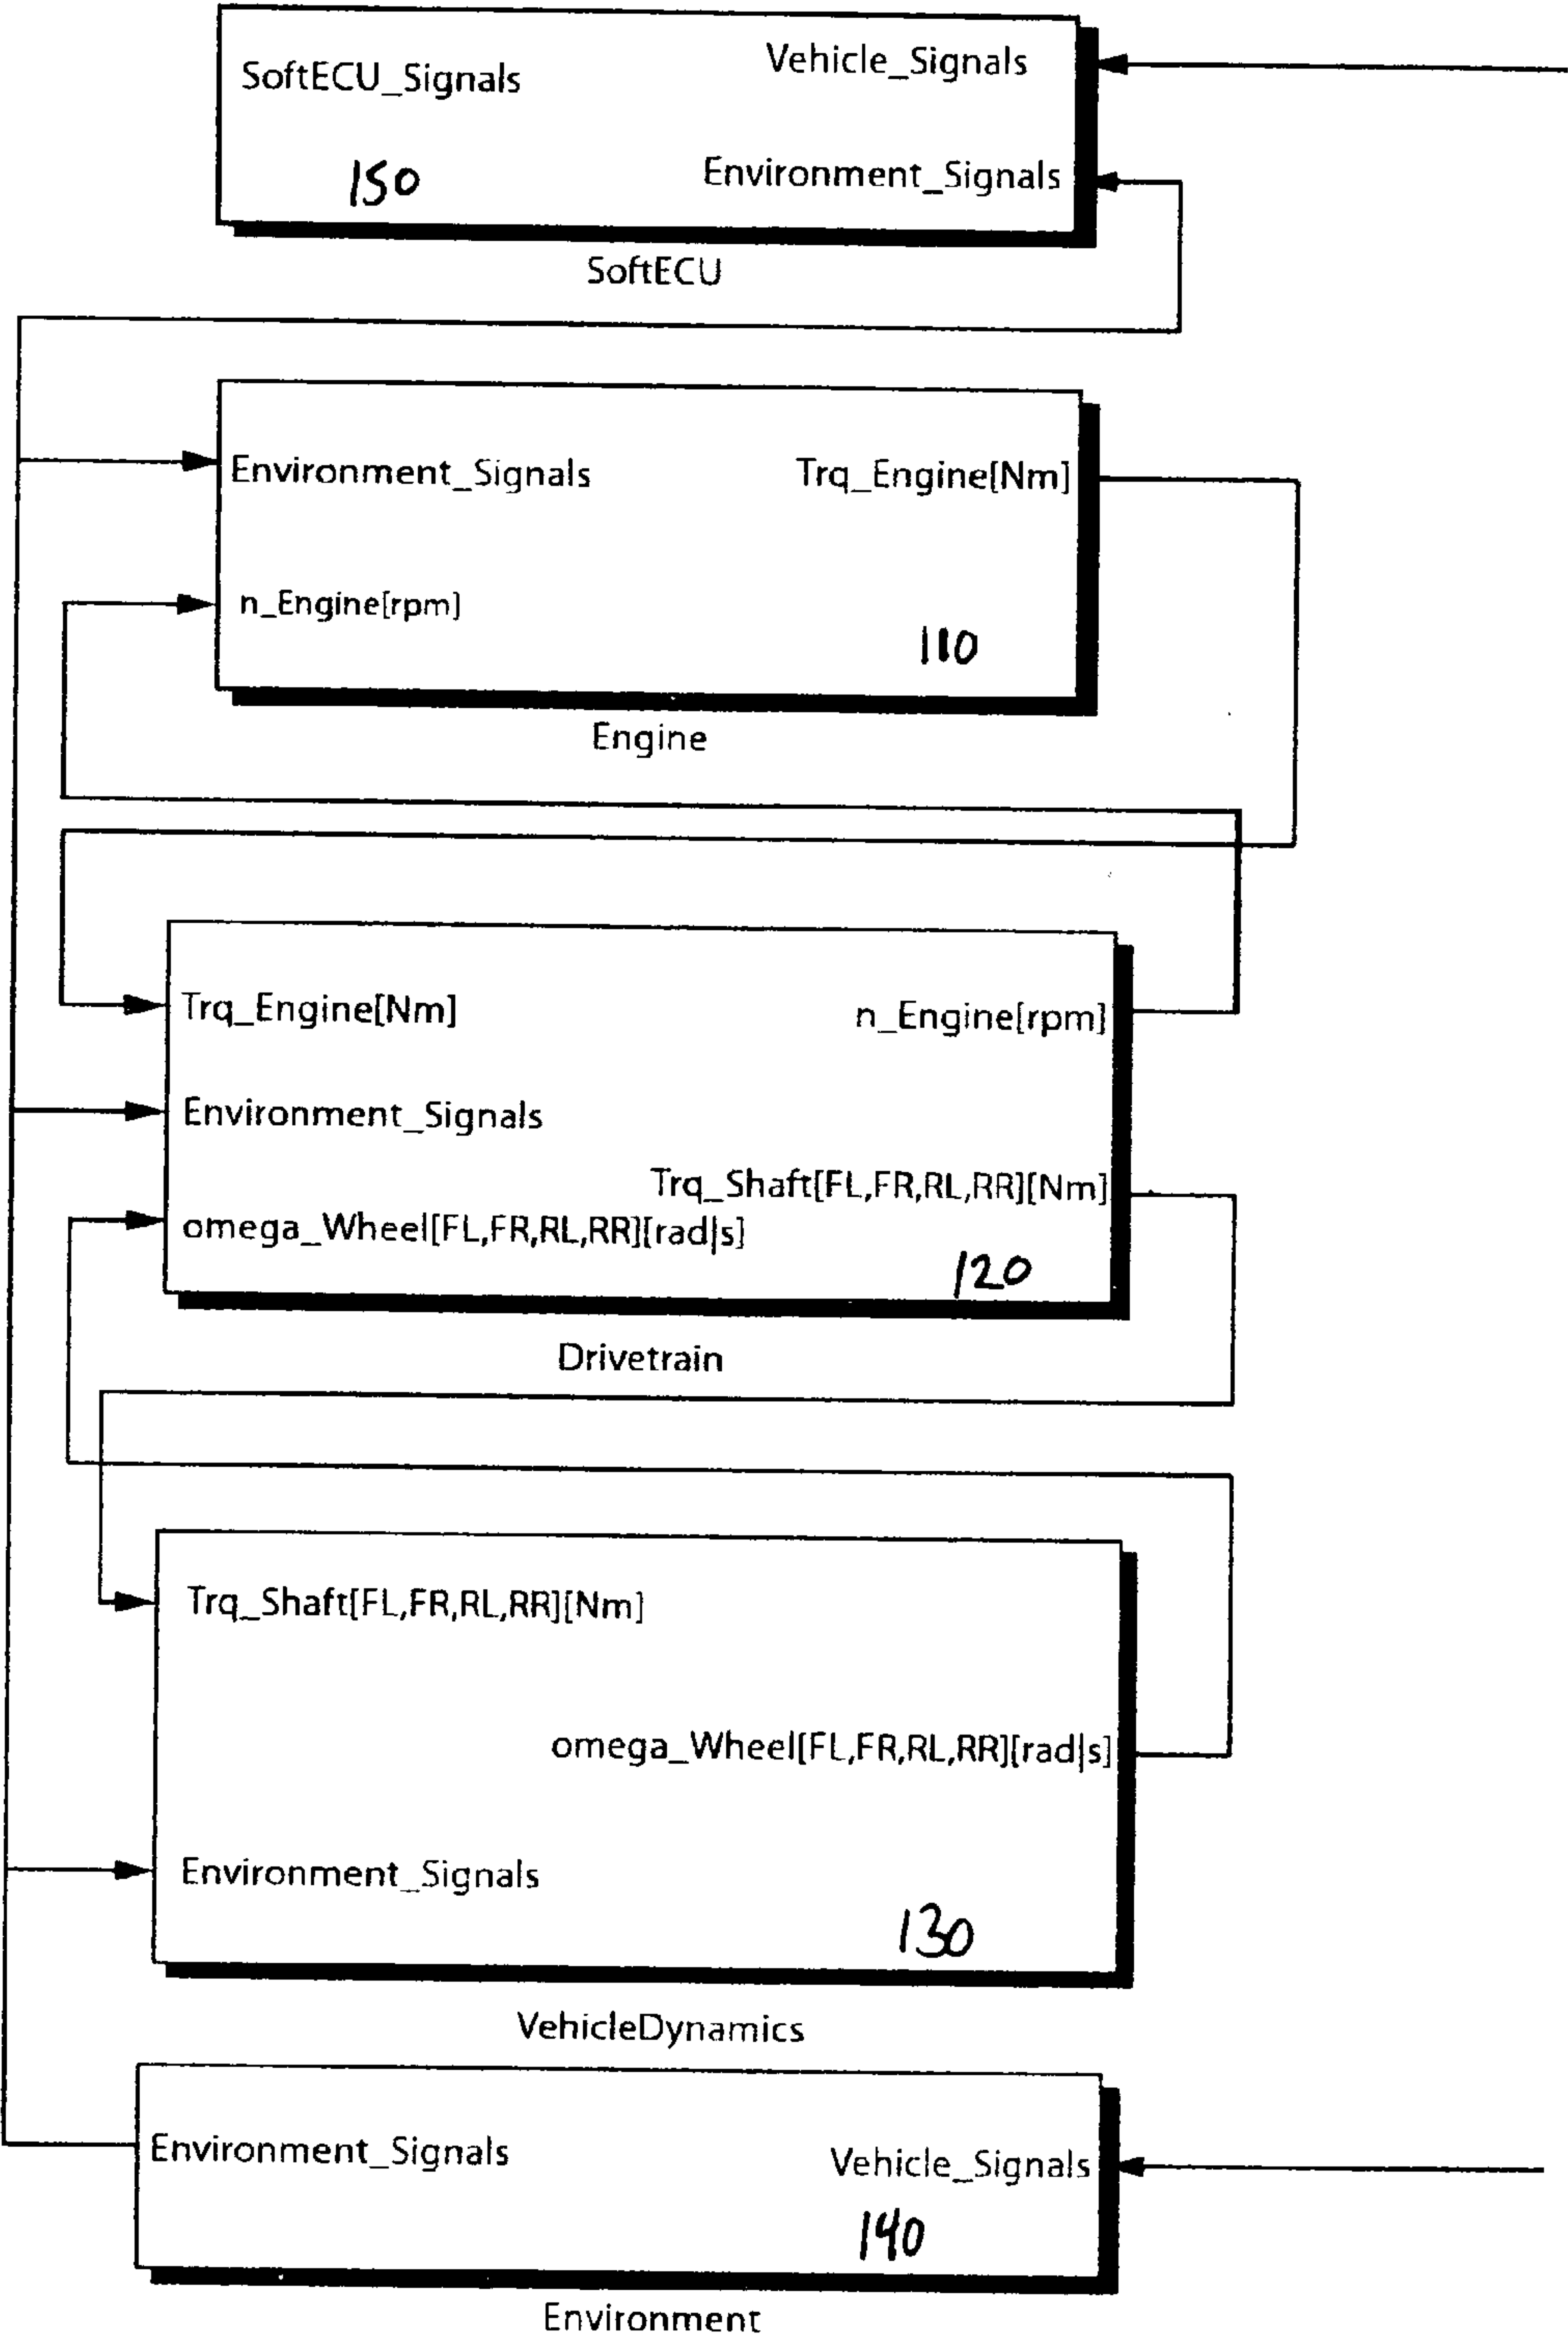 SoftECU_Signals
Vehicle_Signals
Environment_Signals
150
SoftECU
Environment_Signals
Trq_Engine[Nm]
n_Engine[rpm]
110
Engine
Trq_Engine[Nm]
n_Engine[rpm]
Environment_Signals
Trq_Shaft[FL,FR,RL,RR][Nm]
omega_Wheel[FL,FR,RL,RR][rad|s]
120
Drivetrain
Trq_Shaft[FL,FR,RL,RR][Nm]
omega_Wheel[FL,FR,RL,RR][rad|s]
Environment_Signals
130
VehicleDynamics
Environment_Signals
Vehicle_Signals
140
Environment